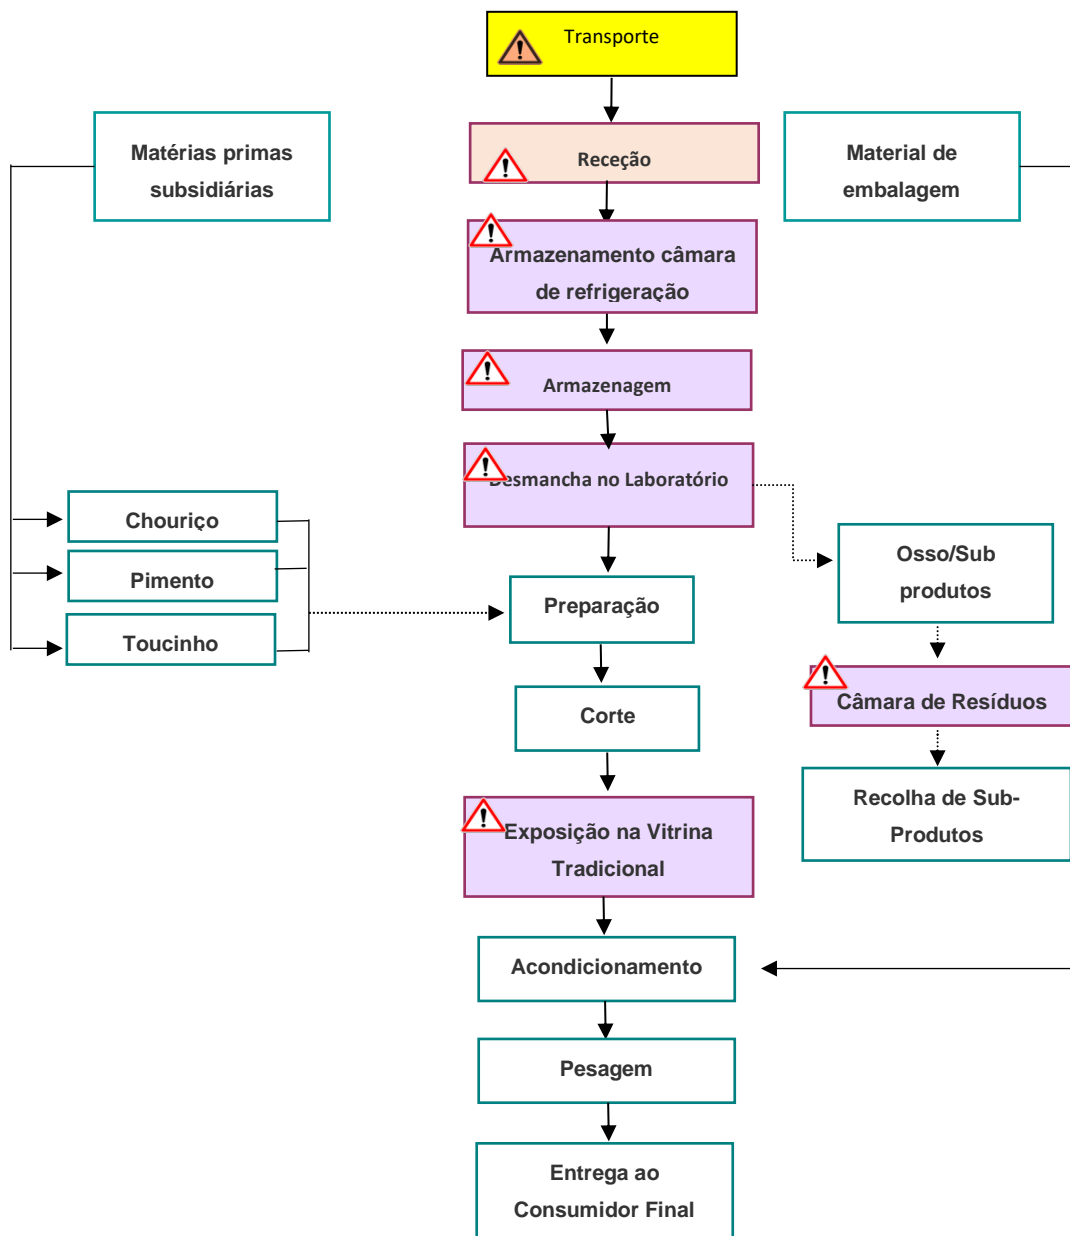 Transporte
Matérias primas
subsidiárias
Receção
Material de
embalagem
Armazenamento câmara
de refrigeração
Armazenagem
Desmancha no Laboratório
Chouriço
Pimento
Toucinho
Preparação
Osso/Sub
produtos
Corte
Câmara de Resíduos
Exposição na Vitrina
Tradicional
Recolha de Sub-
Produtos
Acondicionamento
Pesagem
Entrega ao
Consumidor Final